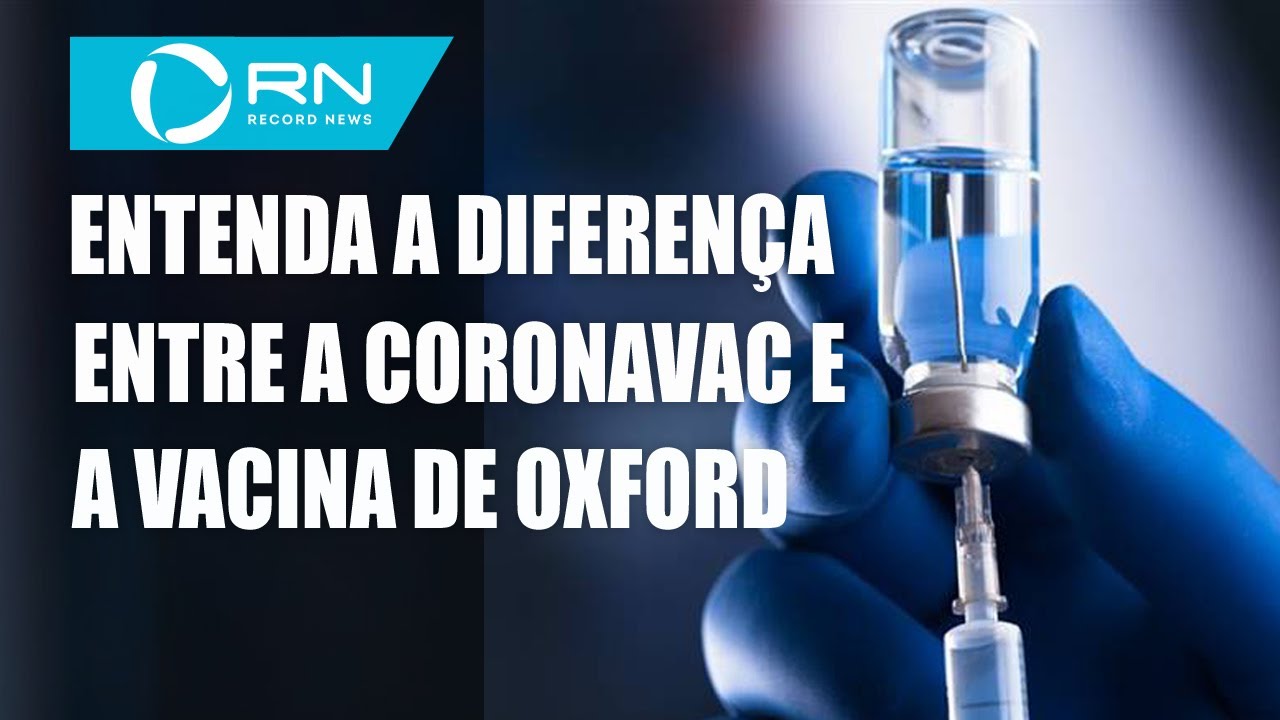 RN
RECORD NEWS
ENTENDA A DIFERENÇA
ENTRE A CORONAVAC E
A VACINA DE OXFORD